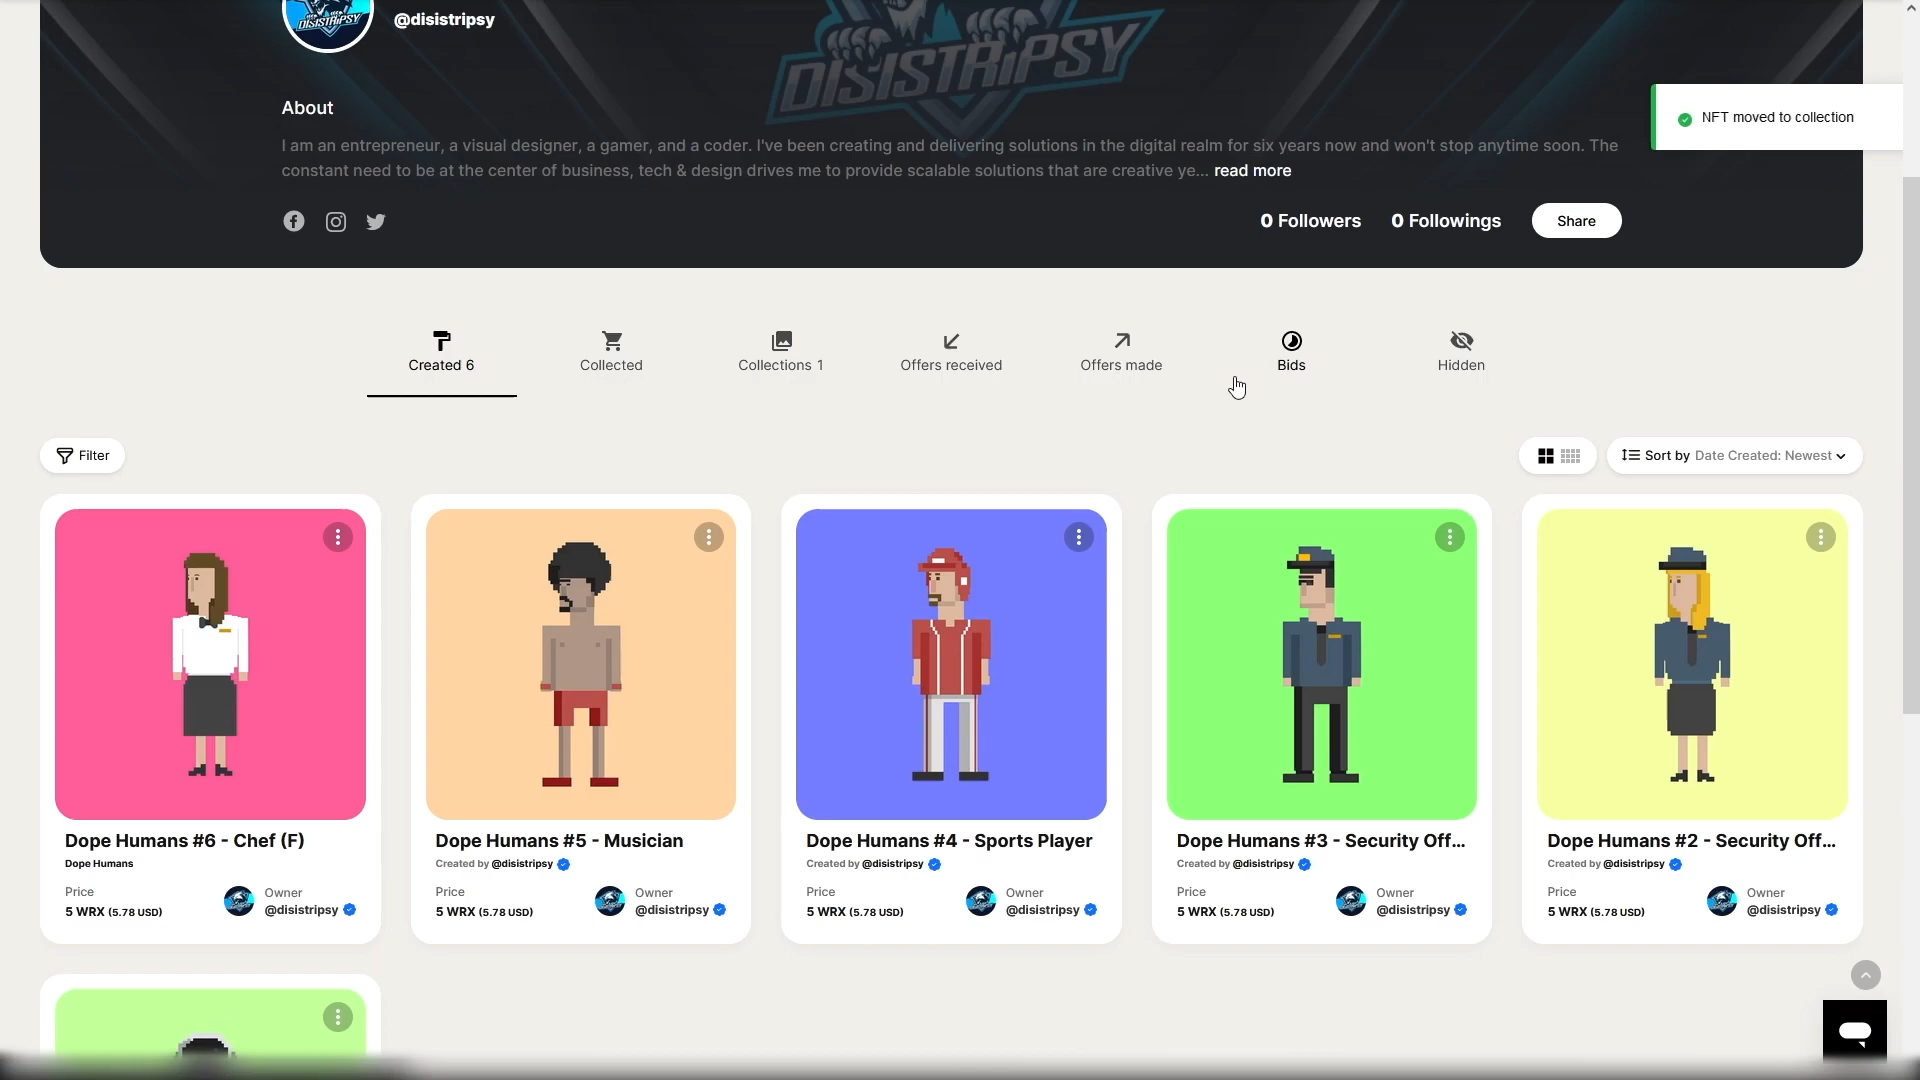 DISISTRIPSY
@disistripsy
DISISTRIPSY
About
NFT moved to collection
I am an entrepreneur, a visual designer, a gamer, and a coder. I've been creating and delivering solutions in the digital realm for six years now and won't stop anytime soon. The
constant need to be at the center of business, tech & design drives me to provide scalable solutions that are creative ye... read more
0 Followers 0 Followings Share
Created 6 Collected Collections 1 Offers received Offers made Bids Hidden
Filter Sort by Date Created: Newest
Dope Humans #6 - Chef (F)
Dope Humans
Price
5 WRX (5.78 USD)
Owner
@disistripsy
Dope Humans #5 - Musician
Created by @disistripsy
Price
5 WRX (5.78 USD)
Owner
@disistripsy
Dope Humans #4 - Sports Player
Created by @disistripsy
Price
5 WRX (5.78 USD)
Owner
@disistripsy
Dope Humans #3 - Security Off...
Created by @disistripsy
Price
5 WRX (5.78 USD)
Owner
@disistripsy
Dope Humans #2 - Security Off...
Created by @disistripsy
Price
5 WRX (5.78 USD)
Owner
@disistripsy